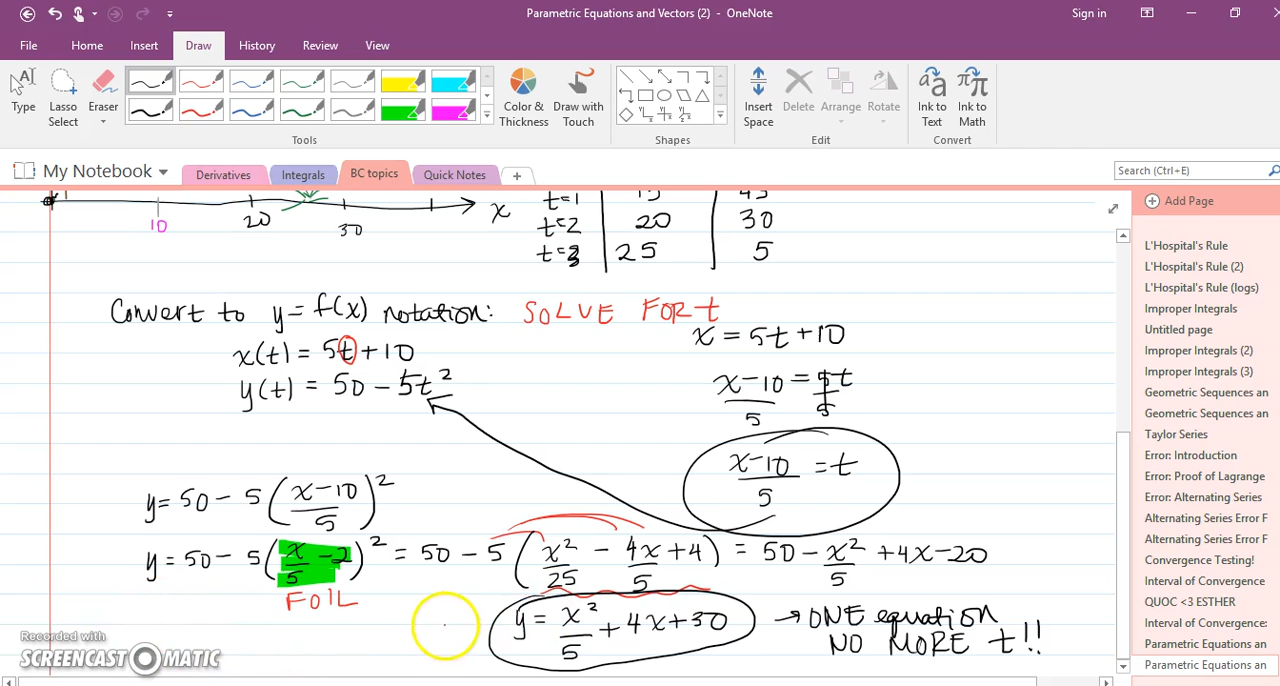 Parametric Equations and Vectors (2) - OneNote
Sign in
File Home Insert Draw History Review View
Type
Lasso Select
Eraser
Color & Thickness
Draw with Touch
Insert Space
Delete
Arrange
Rotate
Ink to Text
Ink to Math
Tools Shapes Edit Convert
My Notebook
Derivatives Integrals BC topics Quick Notes +
Search (Ctrl+E)
Add Page
L'Hospital's Rule
L'Hospital's Rule (2)
L'Hospital's Rule (logs)
Improper Integrals
Untitled page
Improper Integrals (2)
Improper Integrals (3)
Geometric Sequences an
Geometric Sequences an
Taylor Series
Error: Introduction
Error: Proof of Lagrange
Error: Alternating Series
Alternating Series Error F
Alternating Series Error F
Convergence Testing!
Interval of Convergence
QUOC <3 ESTHER
Interval of Convergence:
Parametric Equations an
Parametric Equations an
10 20 30 x
t=1 15 45
t=2 20 30
t=3 25 5
Convert to y = f(x) notation: SOLVE FOR t
x(t) = 5t + 10
y(t) = 50 - 5t²
x = 5t + 10
x-10 = 5t
5 5
x-10 = t
5
y = 50 - 5(x-10/5)²
y = 50 - 5(x/5 - 2)² = 50 - 5(x²/25 - 4x/5 + 4) = 50 - x²/5 + 4x - 20
FOIL
y = x²/5 + 4x + 30 → ONE equation
NO MORE t!!
Recorded with
SCREENCAST O MATIC